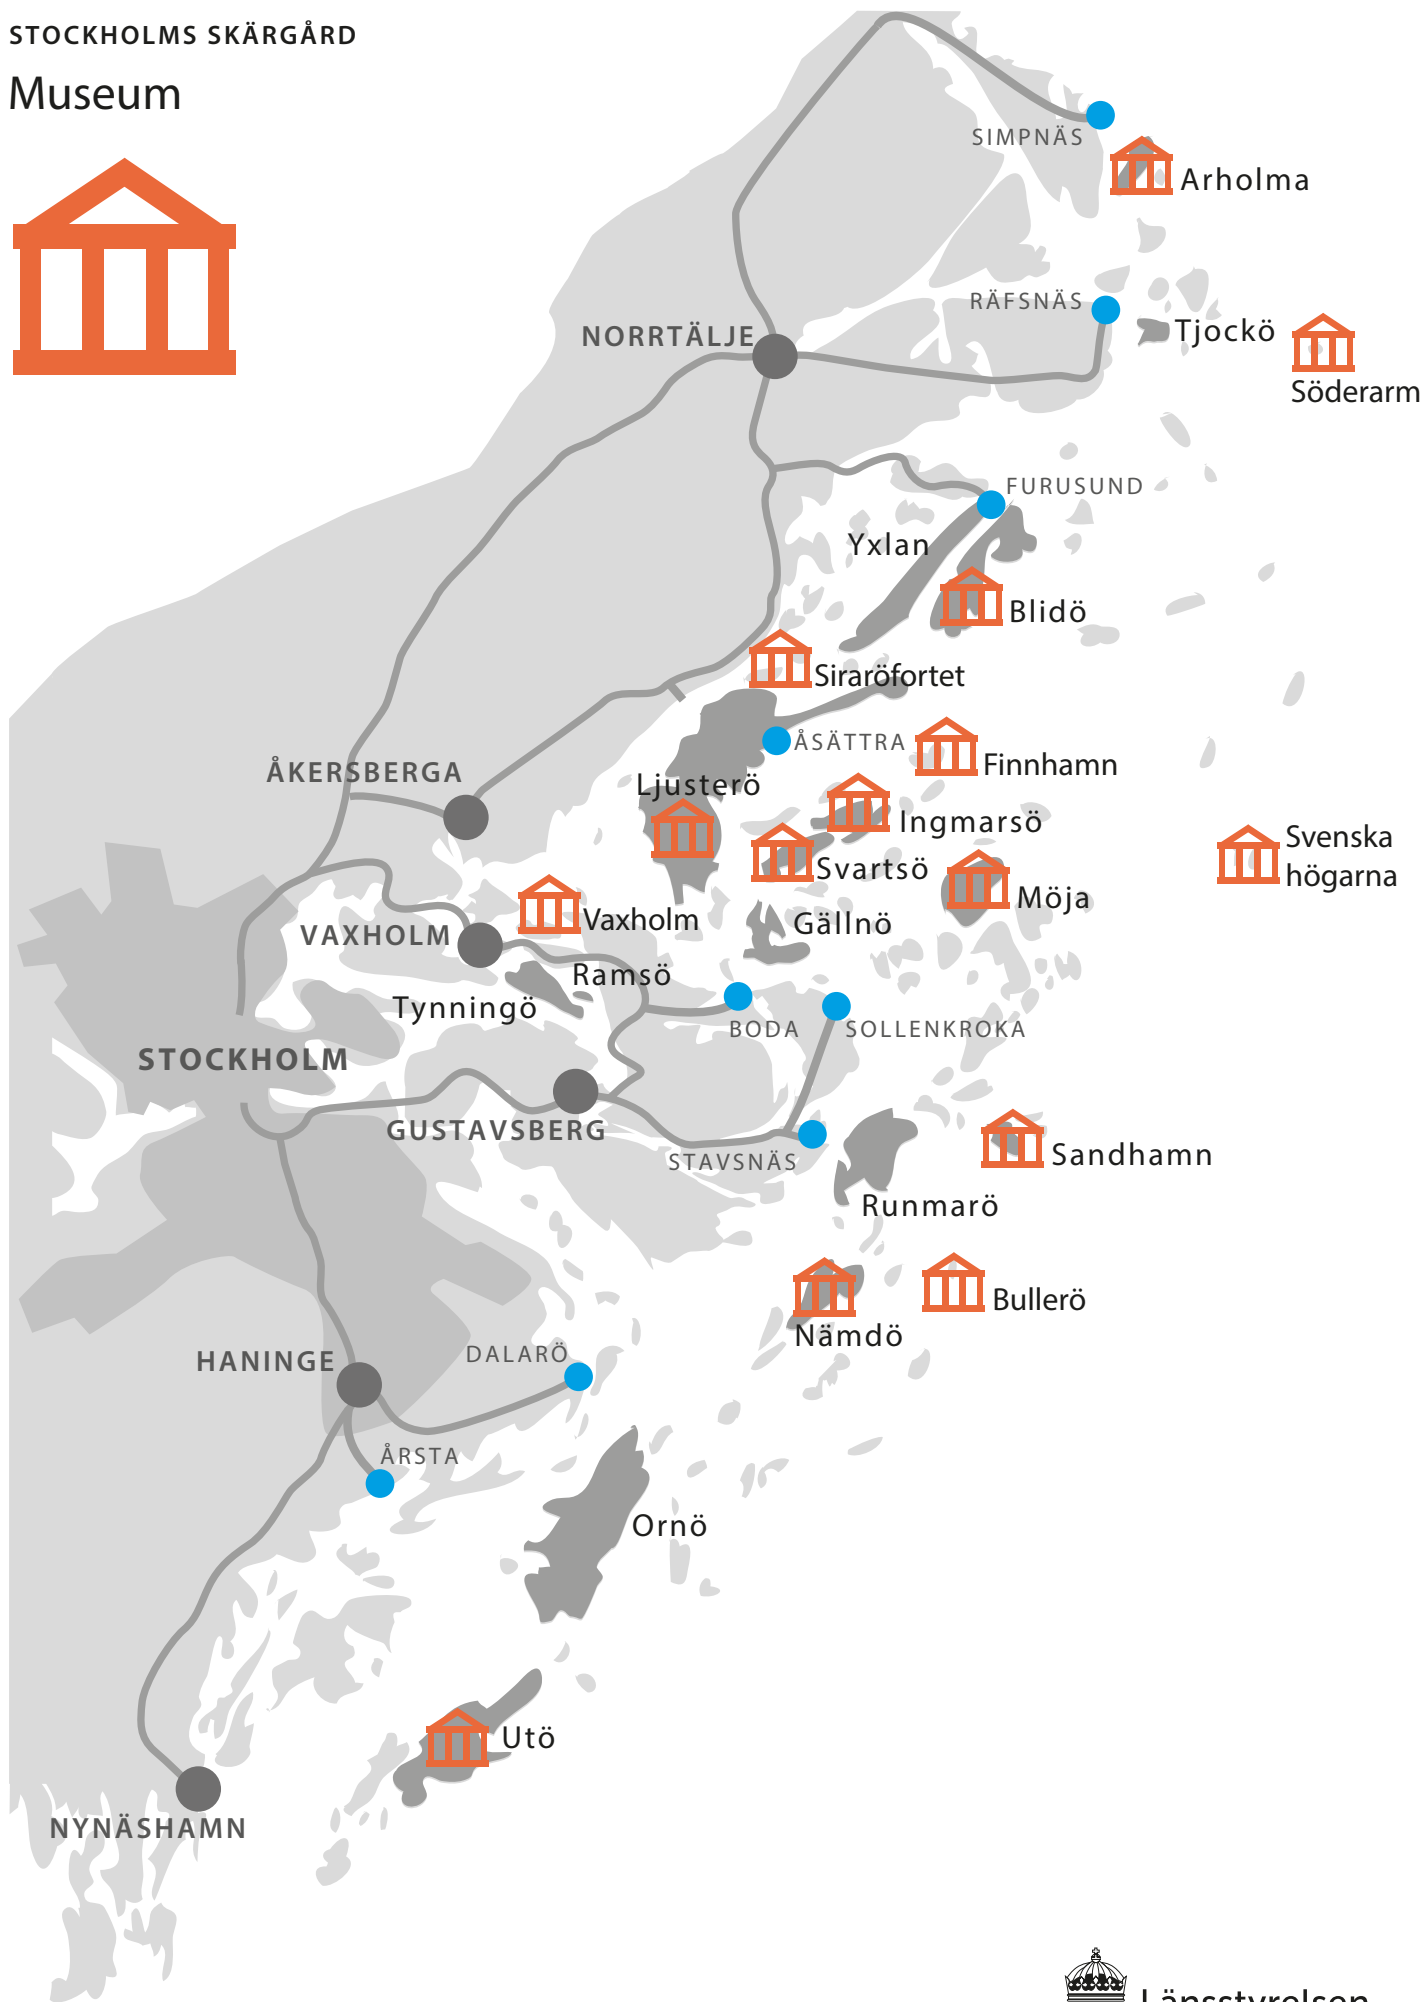 STOCKHOLMS SKÄRGÅRD
Museum
SIMPNÄS
Arholma
RÄFSNÄS
Tjockö
NORRTÄLJE
Söderarm
FURUSUND
Yxlan
Blidö
Siraröfortet
ÅSÄTTRA
Finnhamn
ÅKERSBERGA
Ljusterö
Ingmarsö
Svenska
högarna
Svartsö
Möja
Vaxholm
Gällnö
VAXHOLM
Ramsö
Tynningö
BODA
SOLLENKROKA
STOCKHOLM
GUSTAVSBERG
STAVSNÄS
Sandhamn
Runmarö
Bullerö
Nämdö
DALARÖ
HANINGE
ÅRSTA
Ornö
Utö
NYNÄSHAMN
Länsstyrelsen